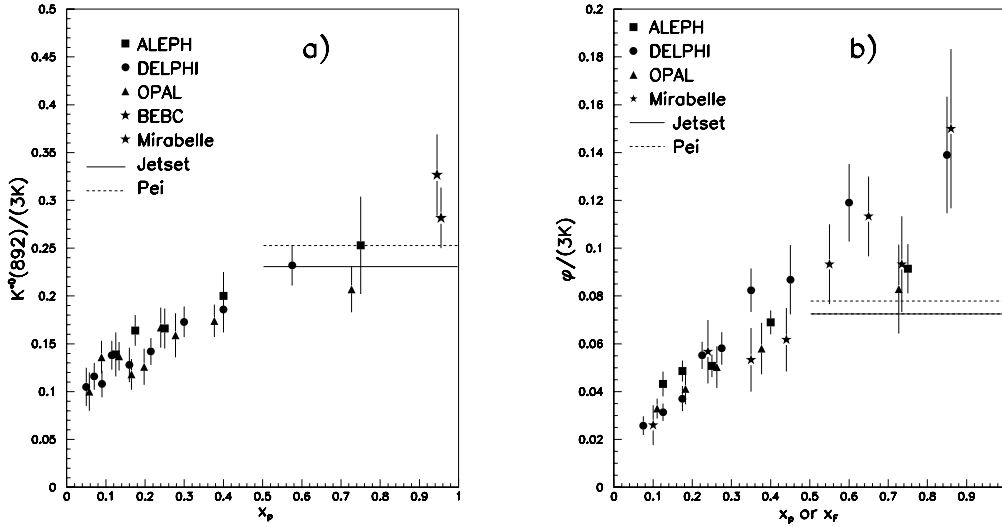 0.5
0.45
0.4
0.35
0.3
0.25
0.2
0.15
0.1
0.05
0
K*⁰(892)/(3K)
a)
ALEPH
DELPHI
OPAL
BEBC
Mirabelle
Jetset
Pei
0 0.1 0.2 0.3 0.4 0.5 0.6 0.7 0.8 0.9 1
xₚ
0.2
0.18
0.16
0.14
0.12
0.1
0.08
0.06
0.04
0.02
0
φ/(3K)
b)
ALEPH
DELPHI
OPAL
Mirabelle
Jetset
Pei
0 0.1 0.2 0.3 0.4 0.5 0.6 0.7 0.8 0.9
xₚ or x_F